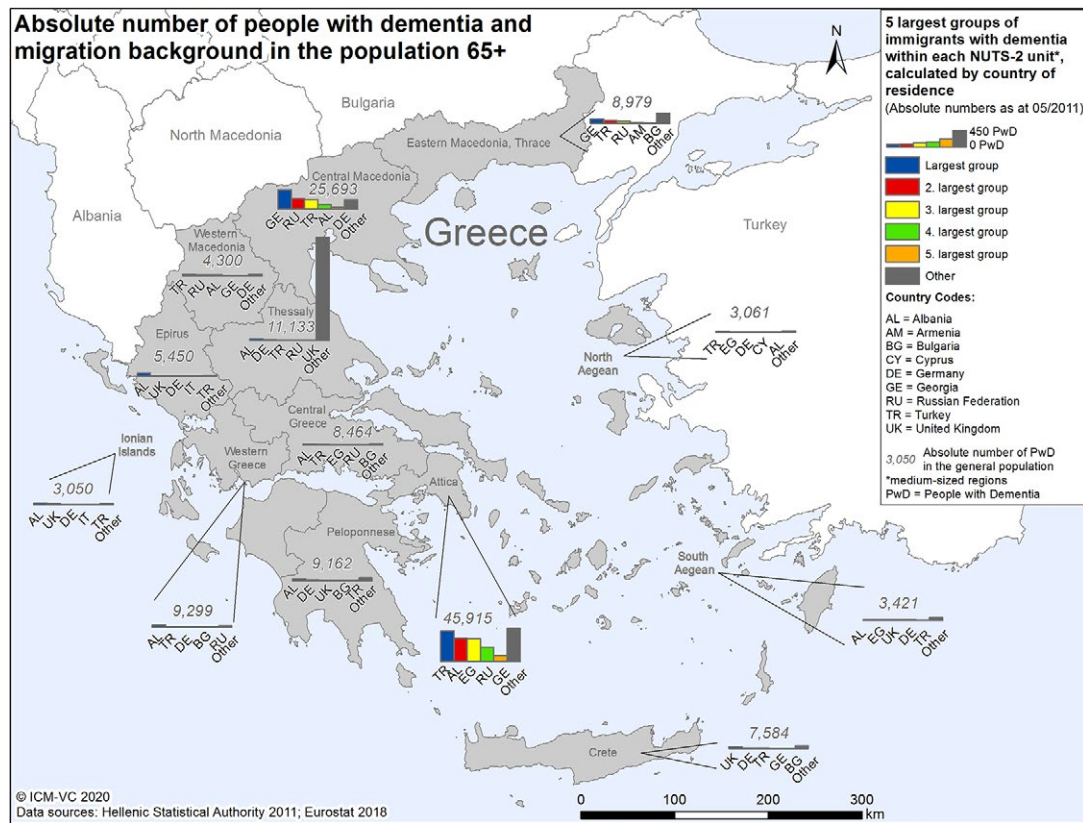 Absolute number of people with dementia and
migration background in the population 65+
N
5 largest groups of
immigrants with dementia
within each NUTS-2 unit*,
calculated by country of
residence
(Absolute numbers as at 05/2011)
450 PwD
0 PwD
Largest group
2. largest group
3. largest group
4. largest group
5. largest group
Other
Country Codes:
AL = Albania
AM = Armenia
BG = Bulgaria
CY = Cyprus
DE = Germany
GE = Georgia
RU = Russian Federation
TR = Turkey
UK = United Kingdom
3,050 Absolute number of PwD
in the general population
*medium-sized regions
PwD = People with Dementia
Bulgaria
North Macedonia
Albania
Turkey
Greece
Eastern Macedonia, Thrace
8,979
GE TR RU AM BG Other
Central Macedonia
25,693
GE RU TR AL DE Other
Western
Macedonia
4,300
TR RU AL GE DE Other
Thessaly
11,133
AL DE TR RU UK Other
Epirus
5,450
AL UK DE IT TR Other
North
Aegean
3,061
TR EG DE CY AL Other
Central
Greece
8,464
AL TR EG RU BG Other
Ionian
Islands
3,050
AL UK DE IT TR Other
Western
Greece
9,299
AL TR DE BG RU Other
Attica
45,915
TR AL EG RU GE Other
Peloponnese
9,162
AL DE UK BG TR Other
South
Aegean
3,421
AL EG UK DE TR Other
Crete
7,584
UK DE TR GE BG Other
© ICM-VC 2020
Data sources: Hellenic Statistical Authority 2011; Eurostat 2018
0 100 200 300
km